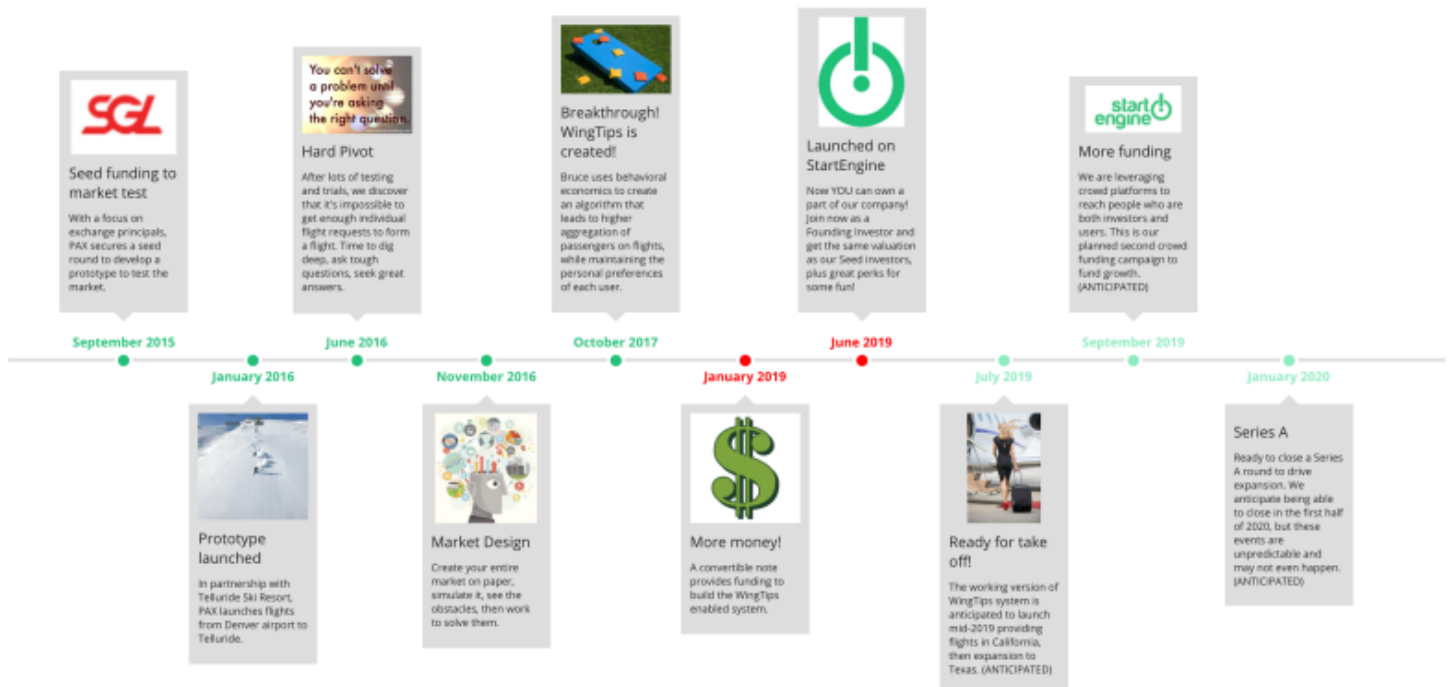 SGL
Seed funding to
market test
With a focus on
exchange principals,
PAX secures a seed
round to develop a
prototype to test the
market.
September 2015
Prototype
launched
In partnership with
Telluride Ski Resort,
PAX launches flights
from Denver airport to
Telluride.
January 2016
You can't solve
a problem until
you're asking
the right question.
Hard Pivot
After lots of testing
and trials, we discover
that it's impossible to
get enough individual
flight requests to form
a flight. Time to dig
deep, ask tough
questions, seek great
answers.
June 2016
November 2016
Market Design
Create your entire
market on paper,
simulate it, see the
obstacles, then work
to solve them.
Breakthrough!
WingTips is
created!
Bruce uses behavioral
economics to create
an algorithm that
leads to higher
aggregation of
passengers on flights,
while maintaining the
personal preferences
of each user.
October 2017
January 2019
More money!
A convertible note
provides funding to
build the WingTips
enabled system.
Launched on
StartEngine
Now YOU can own a
part of our company!
Join now as a
Founding Investor and
get the same valuation
as our Seed investors,
plus great perks for
some fun!
June 2019
July 2019
Ready for take
off!
The working version of
WingTips system is
anticipated to launch
mid-2019 providing
flights in California,
then expansion to
Texas. (ANTICIPATED)
start
engine
More funding
We are leveraging
crowd platforms to
reach people who are
both investors and
users. This is our
planned second crowd
funding campaign to
fund growth.
(ANTICIPATED)
September 2019
January 2020
Series A
Ready to close a Series
A round to drive
expansion. We
anticipate being able
to close in the first half
of 2020, but these
events are
unpredictable and
may not even happen.
(ANTICIPATED)